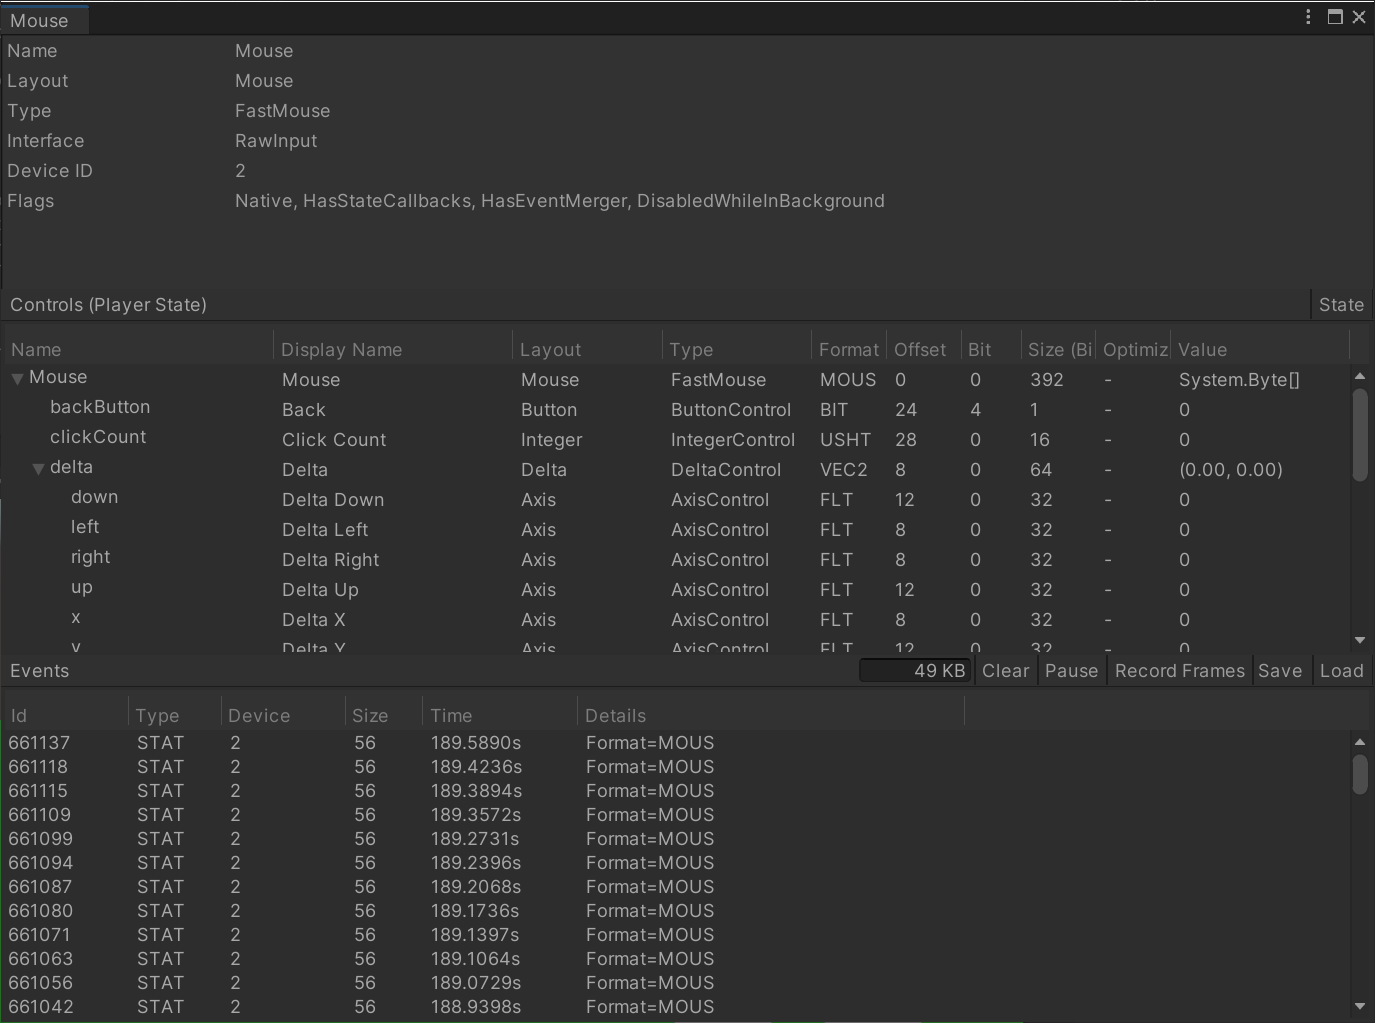 Mouse
Name Mouse
Layout Mouse
Type FastMouse
Interface RawInput
Device ID 2
Flags Native, HasStateCallbacks, HasEventMerger, DisabledWhileInBackground
Controls (Player State) State
Name Display Name Layout Type Format Offset Bit Size (Bi Optimiz Value
Mouse Mouse Mouse FastMouse MOUS 0 0 392 - System.Byte[]
backButton Back Button ButtonControl BIT 24 4 1 - 0
clickCount Click Count Integer IntegerControl USHT 28 0 16 - 0
delta Delta Delta DeltaControl VEC2 8 0 64 - (0.00, 0.00)
down Delta Down Axis AxisControl FLT 12 0 32 - 0
left Delta Left Axis AxisControl FLT 8 0 32 - 0
right Delta Right Axis AxisControl FLT 8 0 32 - 0
up Delta Up Axis AxisControl FLT 12 0 32 - 0
x Delta X Axis AxisControl FLT 8 0 32 - 0
y Delta Y Axis AxisControl FLT 12 0 32 - 0
Events 49 KB Clear Pause Record Frames Save Load
Id Type Device Size Time Details
661137 STAT 2 56 189.5890s Format=MOUS
661118 STAT 2 56 189.4236s Format=MOUS
661115 STAT 2 56 189.3894s Format=MOUS
661109 STAT 2 56 189.3572s Format=MOUS
661099 STAT 2 56 189.2731s Format=MOUS
661094 STAT 2 56 189.2396s Format=MOUS
661087 STAT 2 56 189.2068s Format=MOUS
661080 STAT 2 56 189.1736s Format=MOUS
661071 STAT 2 56 189.1397s Format=MOUS
661063 STAT 2 56 189.1064s Format=MOUS
661056 STAT 2 56 189.0729s Format=MOUS
661042 STAT 2 56 188.9398s Format=MOUS